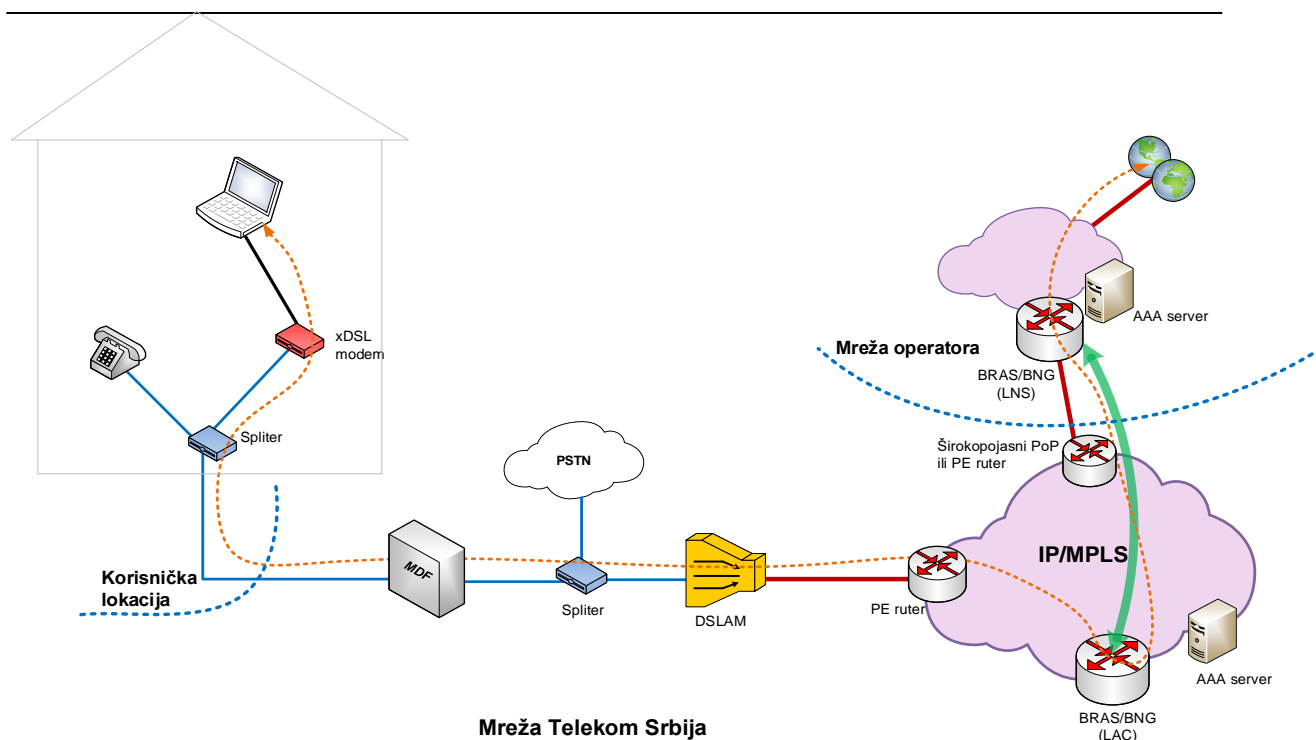 AAA server
Mreža operatora
BRAS/BNG
(LNS)
xDSL
modem
Spliter
Širokopojasni PoP
ili PE ruter
PSTN
IP/MPLS
MDF
Korisnička
lokacija
Spliter
DSLAM
PE ruter
AAA server
BRAS/BNG
(LAC)
Mreža Telekom Srbija